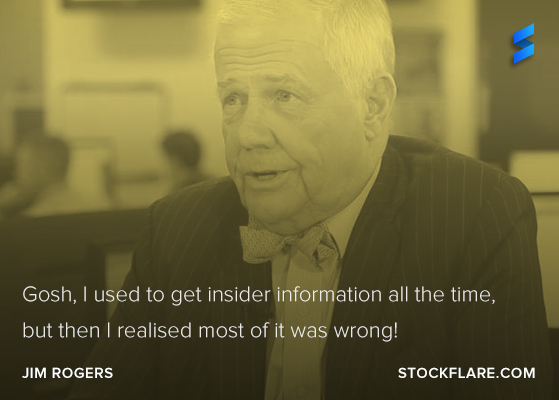 Gosh, I used to get insider information all the time,
but then I realised most of it was wrong!
JIM ROGERS
STOCKFLARE.COM